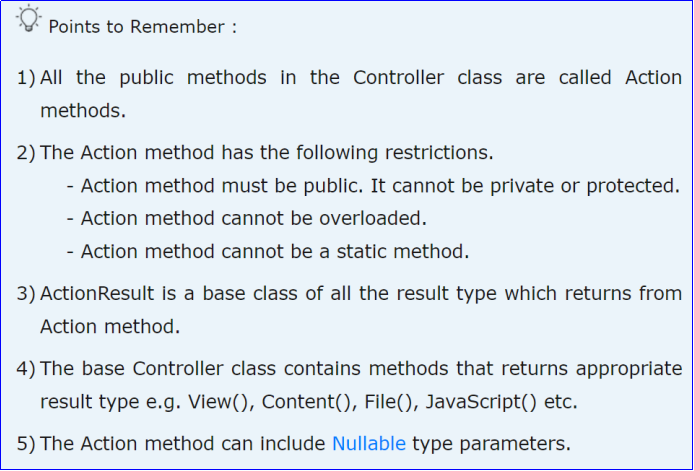 Points to Remember :
1) All the public methods in the Controller class are called Action
methods.
2) The Action method has the following restrictions.
- Action method must be public. It cannot be private or protected.
- Action method cannot be overloaded.
- Action method cannot be a static method.
3) ActionResult is a base class of all the result type which returns from
Action method.
4) The base Controller class contains methods that returns appropriate
result type e.g. View(), Content(), File(), JavaScript() etc.
5) The Action method can include Nullable type parameters.